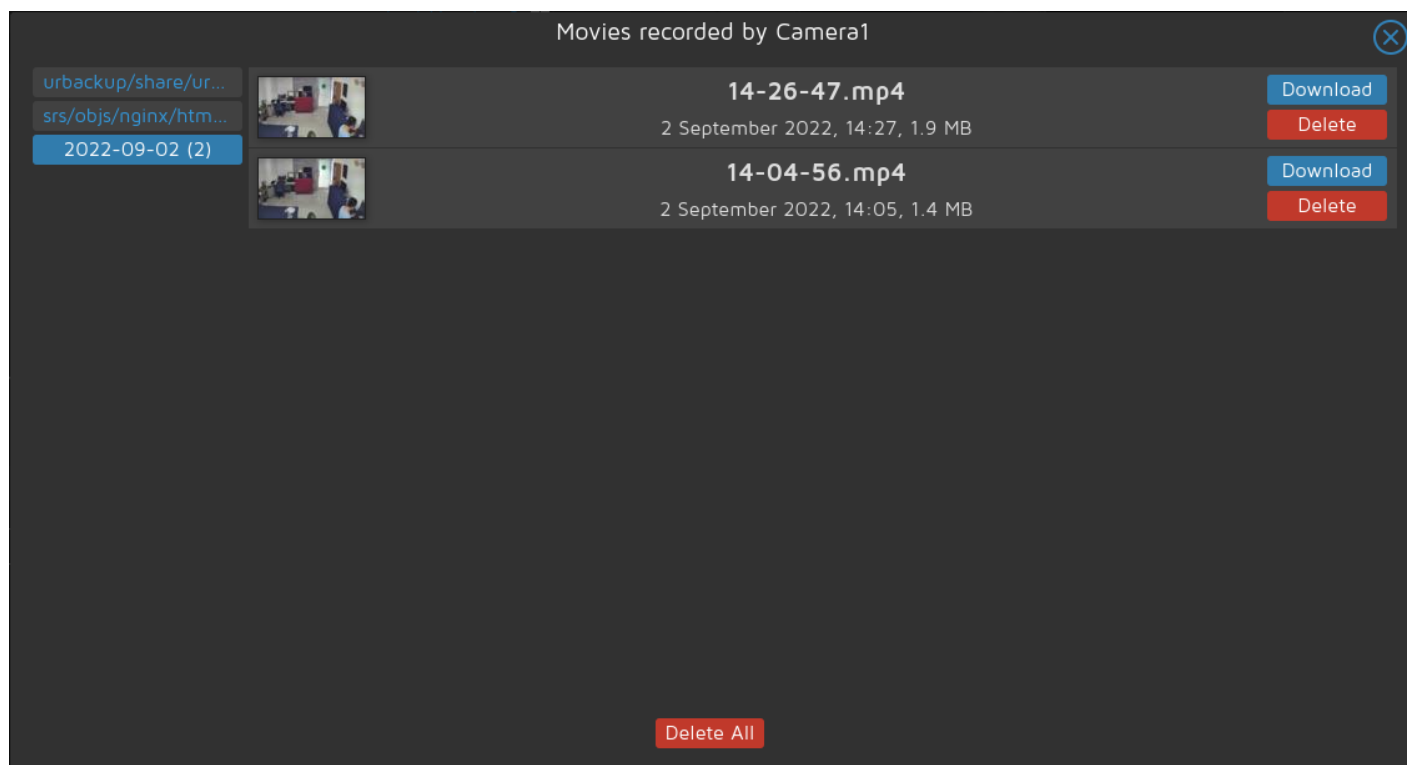 Movies recorded by Camera1
urbackup/share/ur...
srs/objs/nginx/htm...
2022-09-02 (2)
14-26-47.mp4
2 September 2022, 14:27, 1.9 MB
Download
Delete
14-04-56.mp4
2 September 2022, 14:05, 1.4 MB
Download
Delete
Delete All